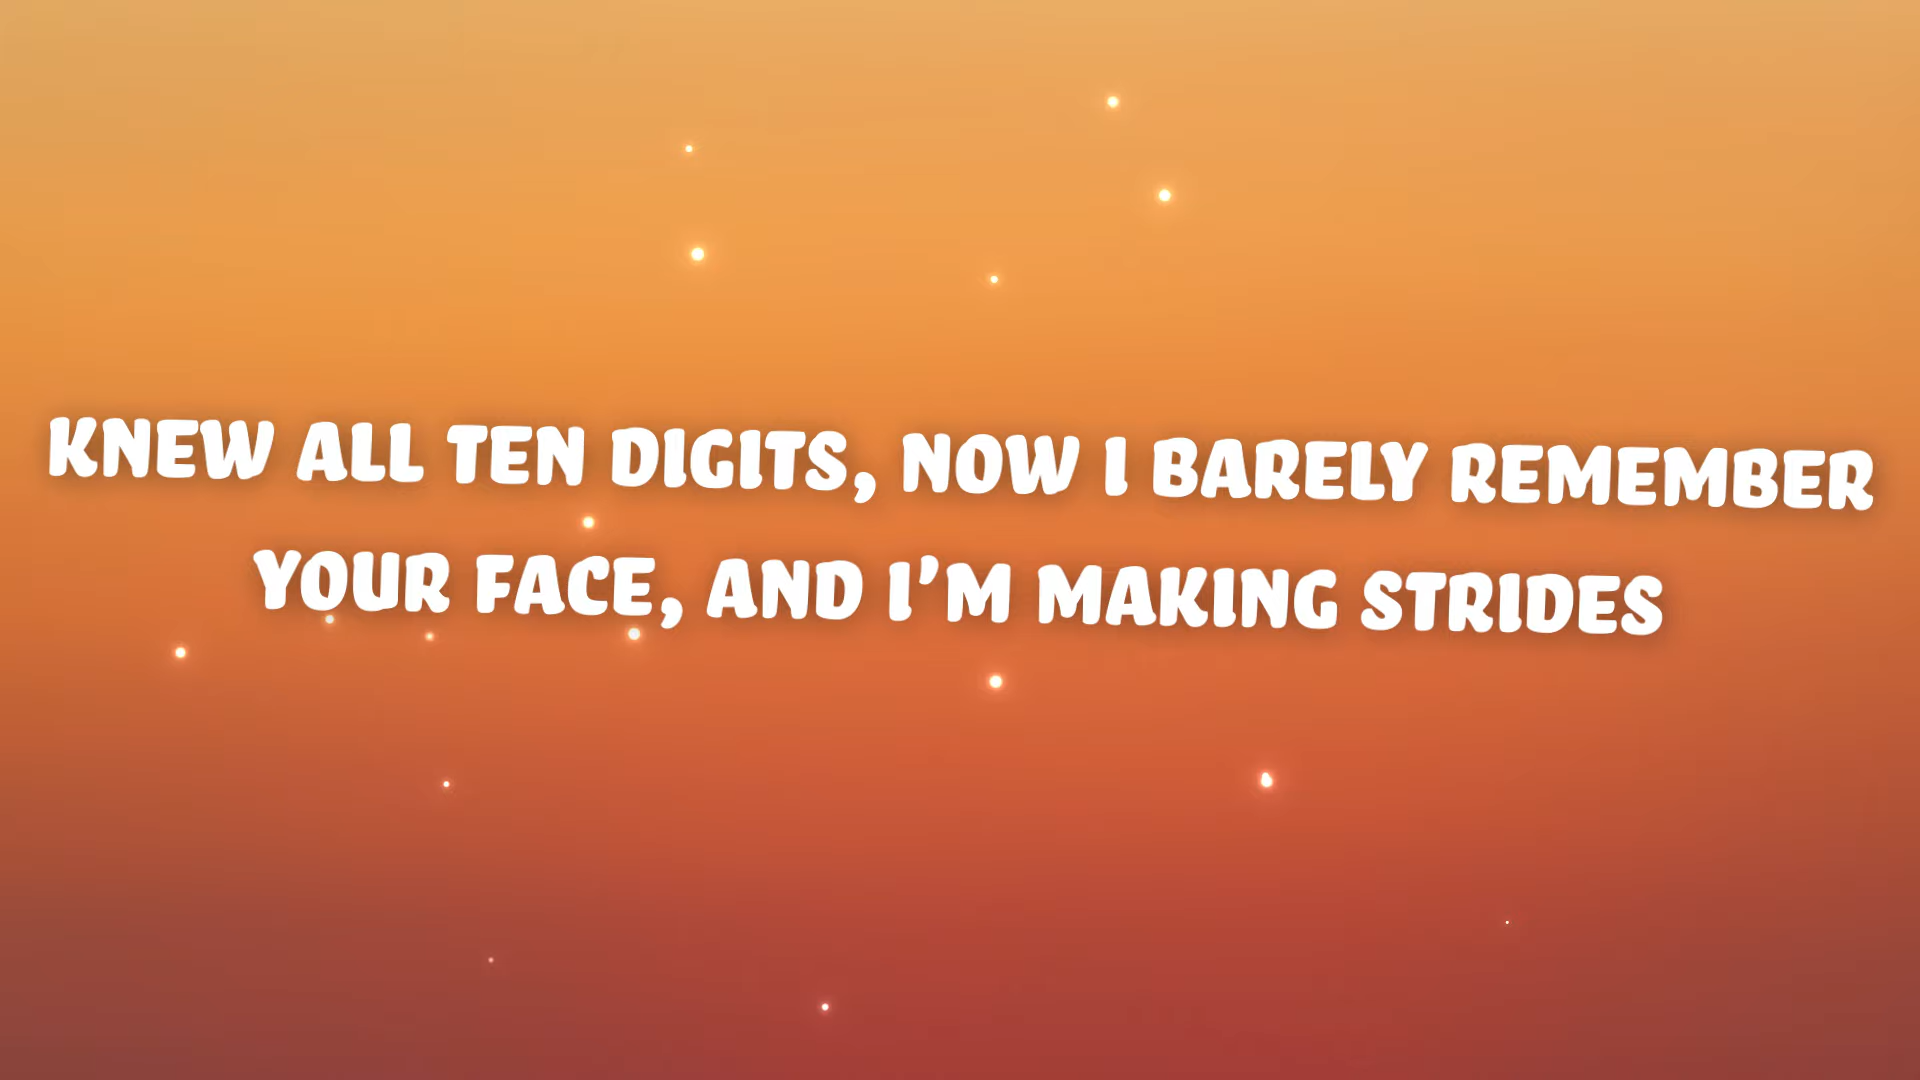 KNEW ALL TEN DIGITS, NOW I BARELY REMEMBER
YOUR FACE, AND I'M MAKING STRIDES